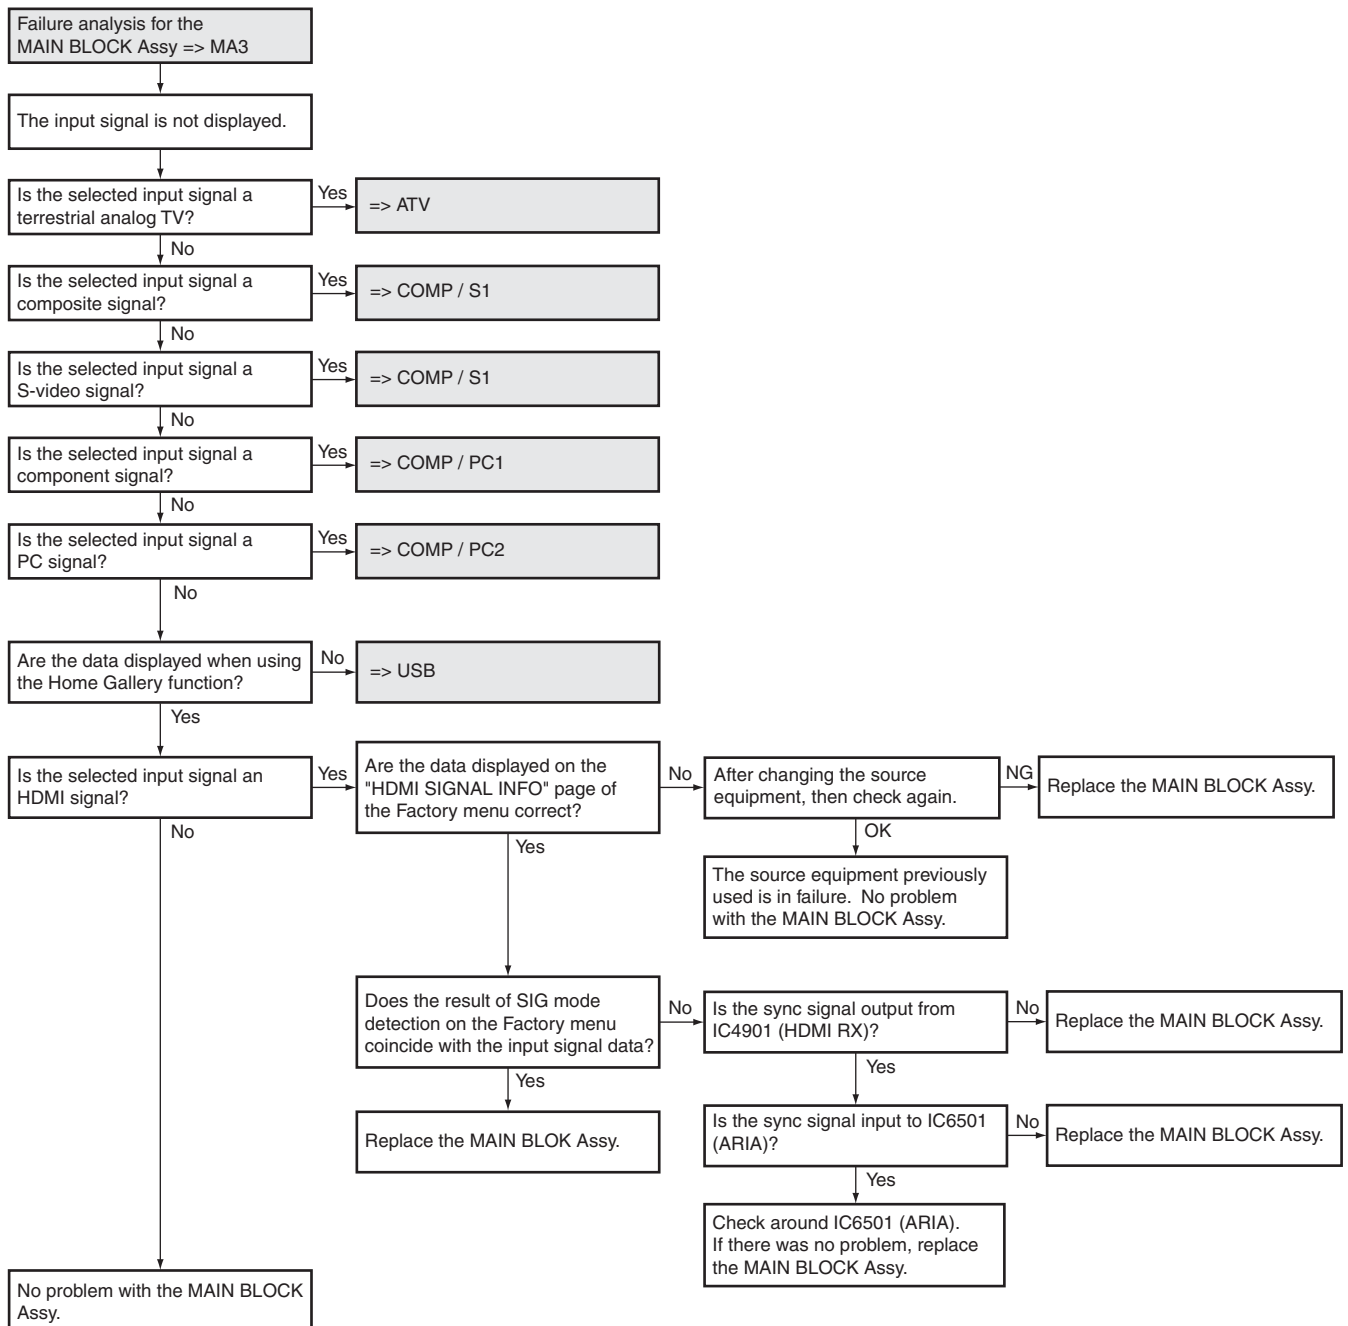 Failure analysis for the
MAIN BLOCK Assy => MA3
The input signal is not displayed.
Is the selected input signal a
terrestrial analog TV?
Yes
=> ATV
No
Is the selected input signal a
composite signal?
Yes
=> COMP / S1
No
Is the selected input signal a
S-video signal?
Yes
=> COMP / S1
No
Is the selected input signal a
component signal?
Yes
=> COMP / PC1
No
Is the selected input signal a
PC signal?
Yes
=> COMP / PC2
No
Are the data displayed when using
the Home Gallery function?
No
=> USB
Yes
Is the selected input signal an
HDMI signal?
Yes
Are the data displayed on the
"HDMI SIGNAL INFO" page of
the Factory menu correct?
No
After changing the source
equipment, then check again.
NG
Replace the MAIN BLOCK Assy.
No
Yes
OK
The source equipment previously
used is in failure. No problem
with the MAIN BLOCK Assy.
Does the result of SIG mode
detection on the Factory menu
coincide with the input signal data?
No
Is the sync signal output from
IC4901 (HDMI RX)?
No
Replace the MAIN BLOCK Assy.
Yes
Yes
Replace the MAIN BLOK Assy.
Is the sync signal input to IC6501
(ARIA)?
No
Replace the MAIN BLOCK Assy.
Yes
Check around IC6501 (ARIA).
If there was no problem, replace
the MAIN BLOCK Assy.
No problem with the MAIN BLOCK
Assy.